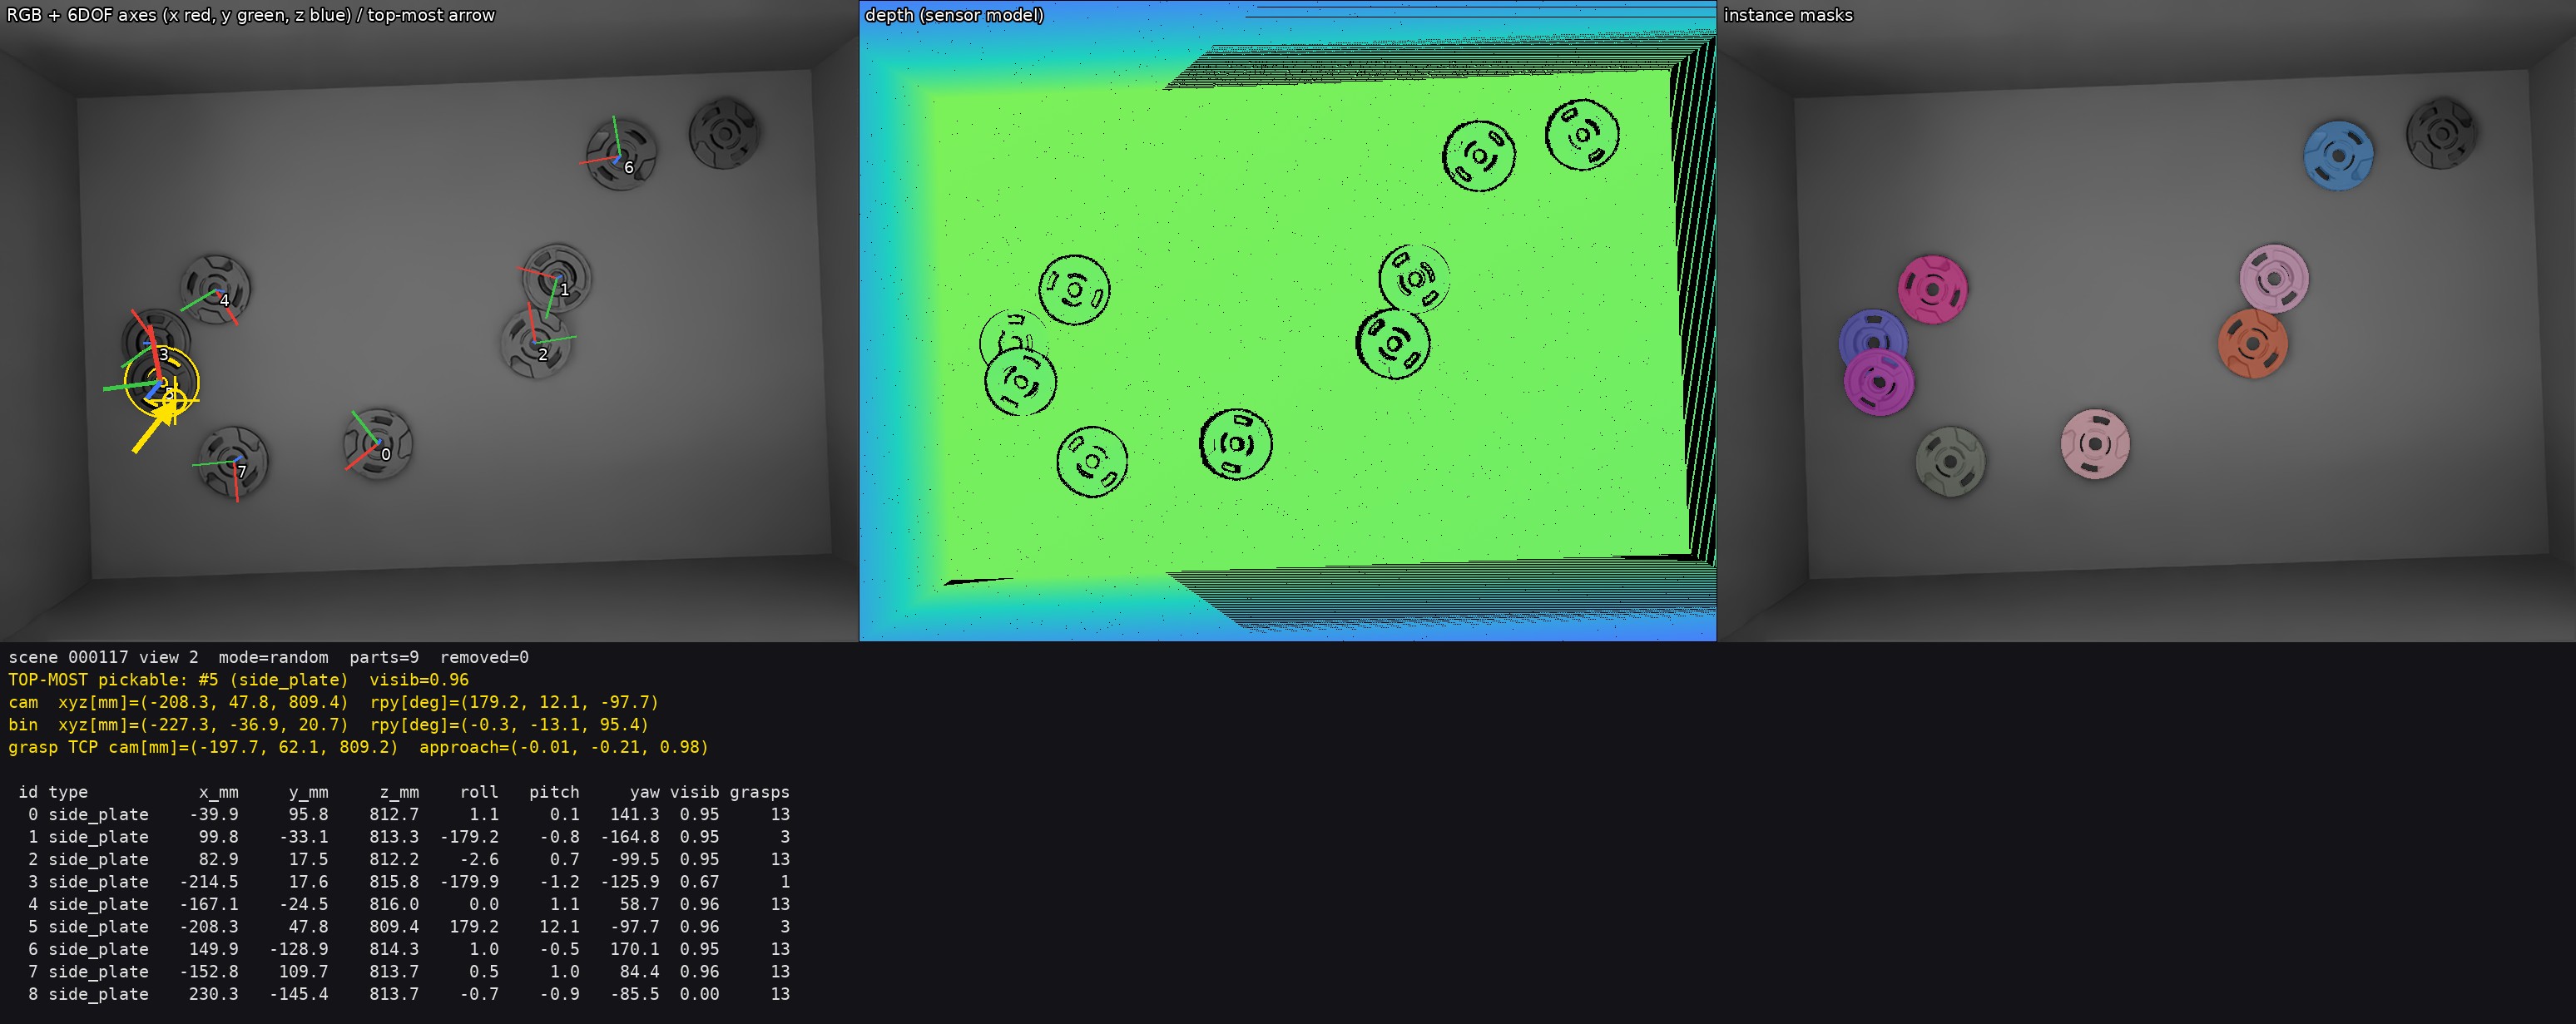 RGB + 6DOF axes (x red, y green, z blue) / top-most arrow
depth (sensor model)
instance masks
6
4
1
3
2
5
0
7
scene 000117 view 2  mode=random  parts=9  removed=0
TOP-MOST pickable: #5 (side_plate)  visib=0.96
cam  xyz[mm]=(-208.3, 47.8, 809.4)  rpy[deg]=(179.2, 12.1, -97.7)
bin  xyz[mm]=(-227.3, -36.9, 20.7)  rpy[deg]=(-0.3, -13.1, 95.4)
grasp TCP cam[mm]=(-197.7, 62.1, 809.2)  approach=(-0.01, -0.21, 0.98)
id type x_mm y_mm z_mm roll pitch yaw visib grasps
0 side_plate -39.9 95.8 812.7 1.1 0.1 141.3 0.95 13
1 side_plate 99.8 -33.1 813.3 -179.2 -0.8 -164.8 0.95 3
2 side_plate 82.9 17.5 812.2 -2.6 0.7 -99.5 0.95 13
3 side_plate -214.5 17.6 815.8 -179.9 -1.2 -125.9 0.67 1
4 side_plate -167.1 -24.5 816.0 0.0 1.1 58.7 0.96 13
5 side_plate -208.3 47.8 809.4 179.2 12.1 -97.7 0.96 3
6 side_plate 149.9 -128.9 814.3 1.0 -0.5 170.1 0.95 13
7 side_plate -152.8 109.7 813.7 0.5 1.0 84.4 0.96 13
8 side_plate 230.3 -145.4 813.7 -0.7 -0.9 -85.5 0.00 13